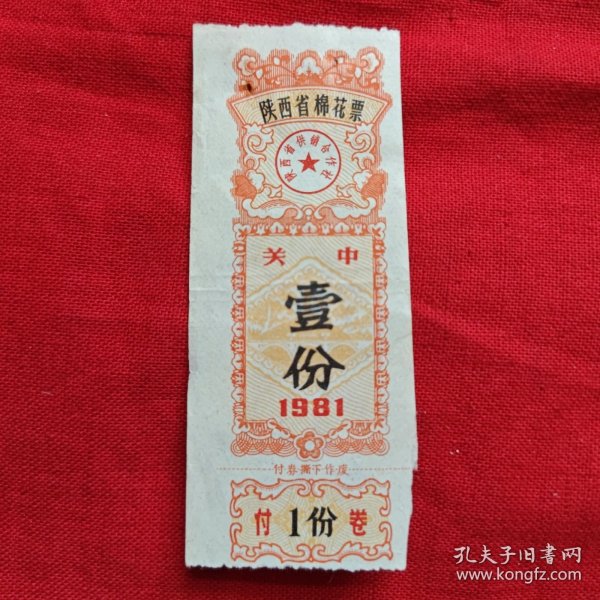 陕西省棉花票
陕西省供销合作社
关中
壹
份
1981
付券撕下作废
付1份卷
孔夫子旧书网
www.kongfz.com